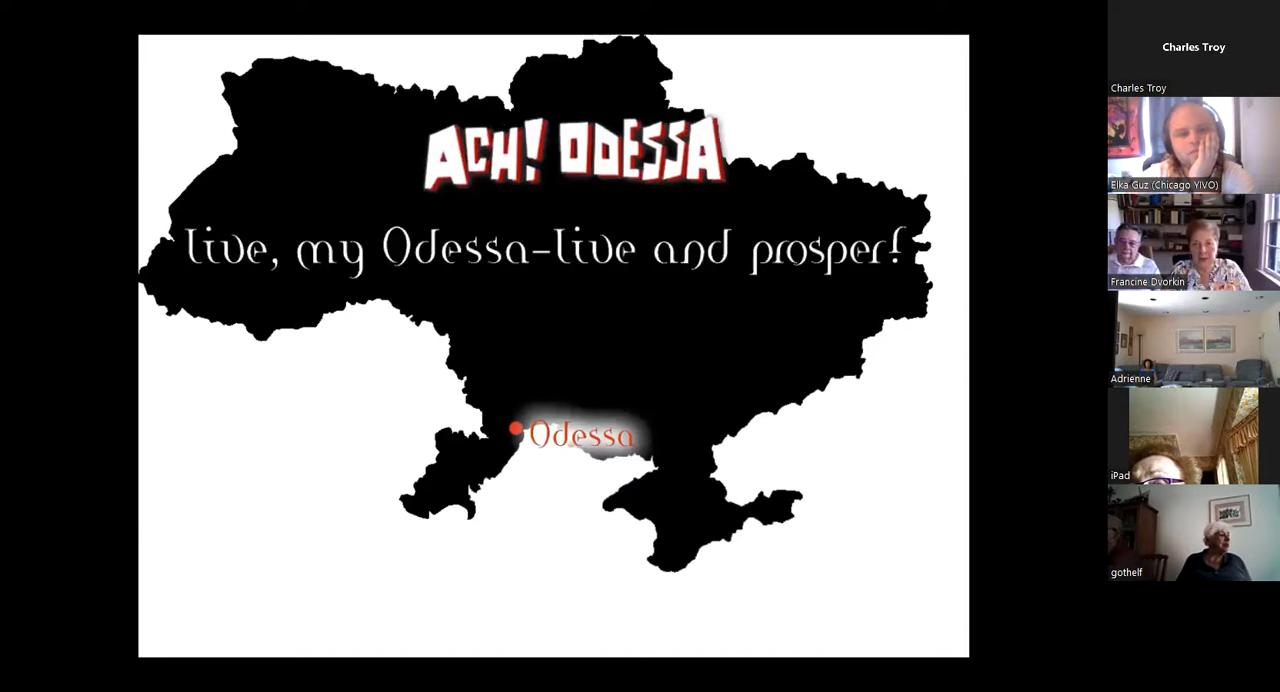 ACH! ODESSA
live, my Odessa-live and prosper!
Odessa
Charles Troy
Charles Troy
Elka Guz (Chicago YIVO)
Francine Dvorkin
Adrienne
iPad
gothelf